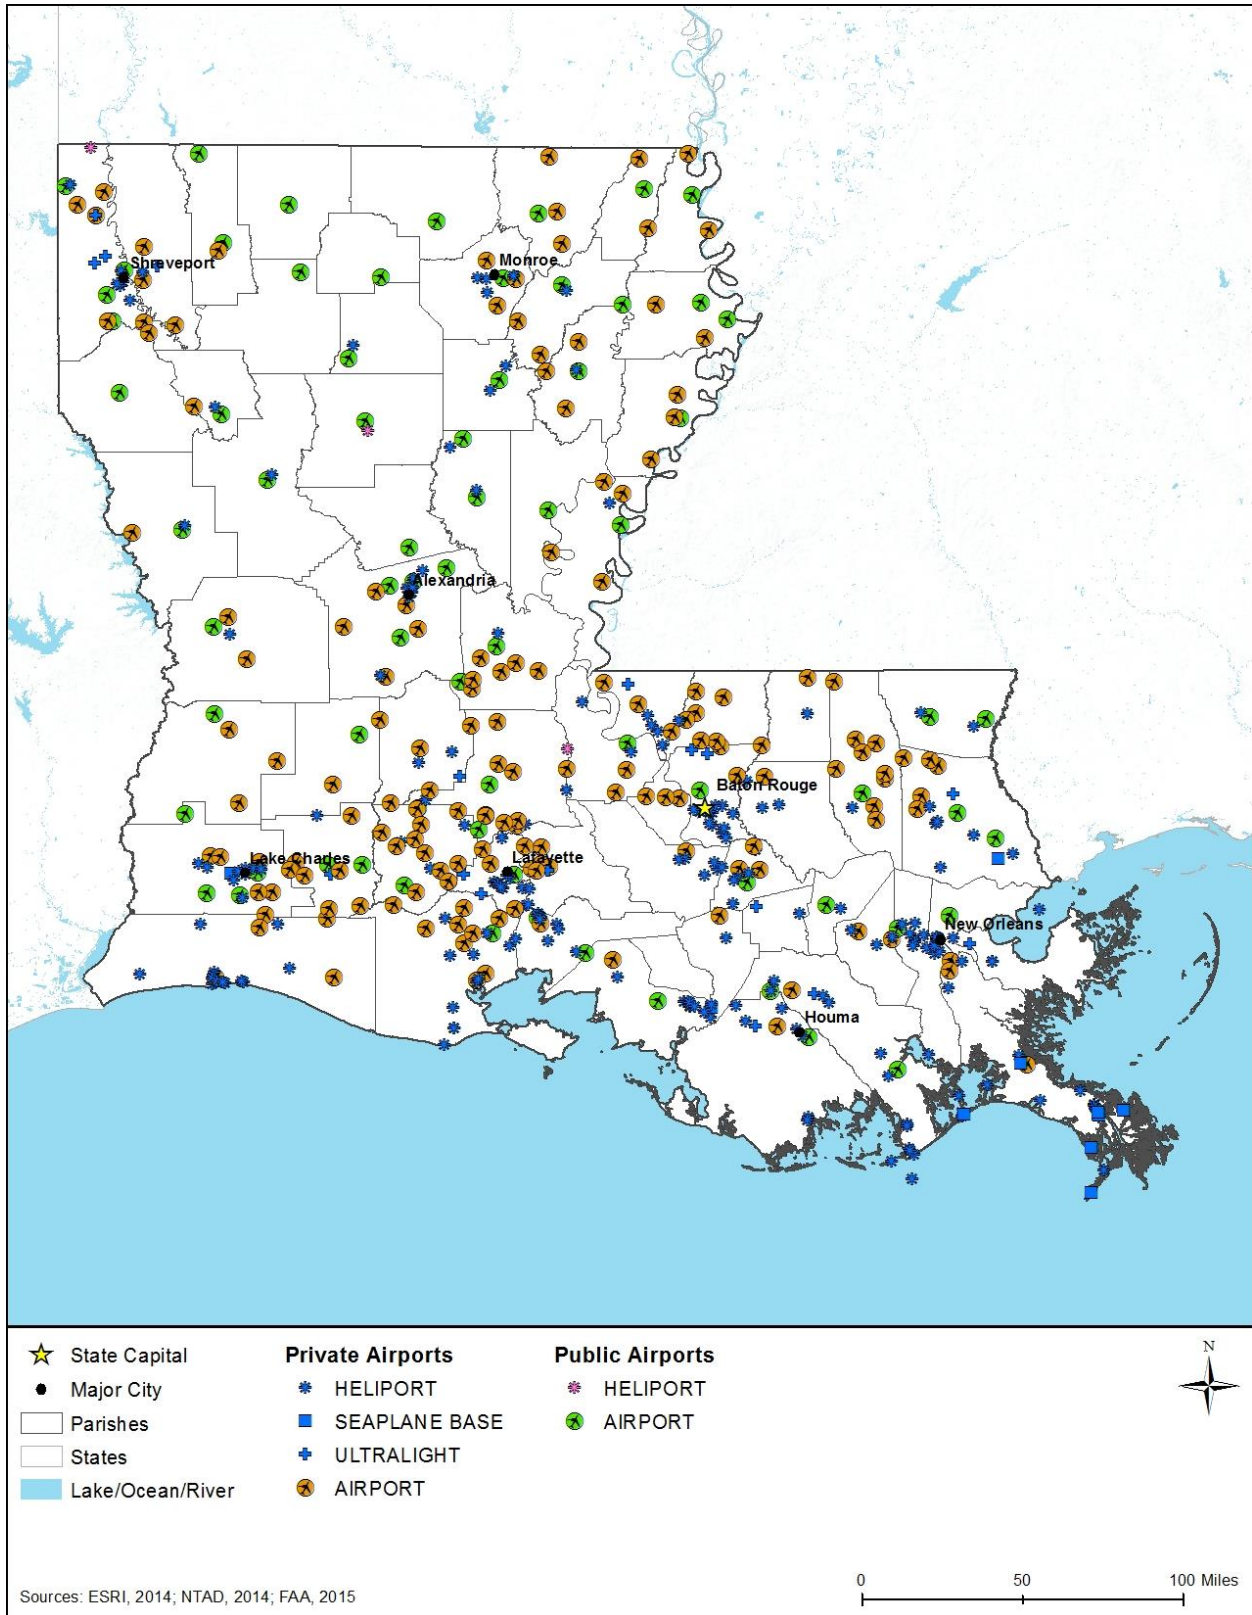 Shreveport
Monroe
Alexandria
Baton Rouge
Lake Charles
Lafayette
New Orleans
Houma
State Capital
Major City
Parishes
States
Lake/Ocean/River
Private Airports
HELIPORT
SEAPLANE BASE
ULTRALIGHT
AIRPORT
Public Airports
HELIPORT
AIRPORT
N
0 50 100 Miles
Sources: ESRI, 2014; NTAD, 2014; FAA, 2015